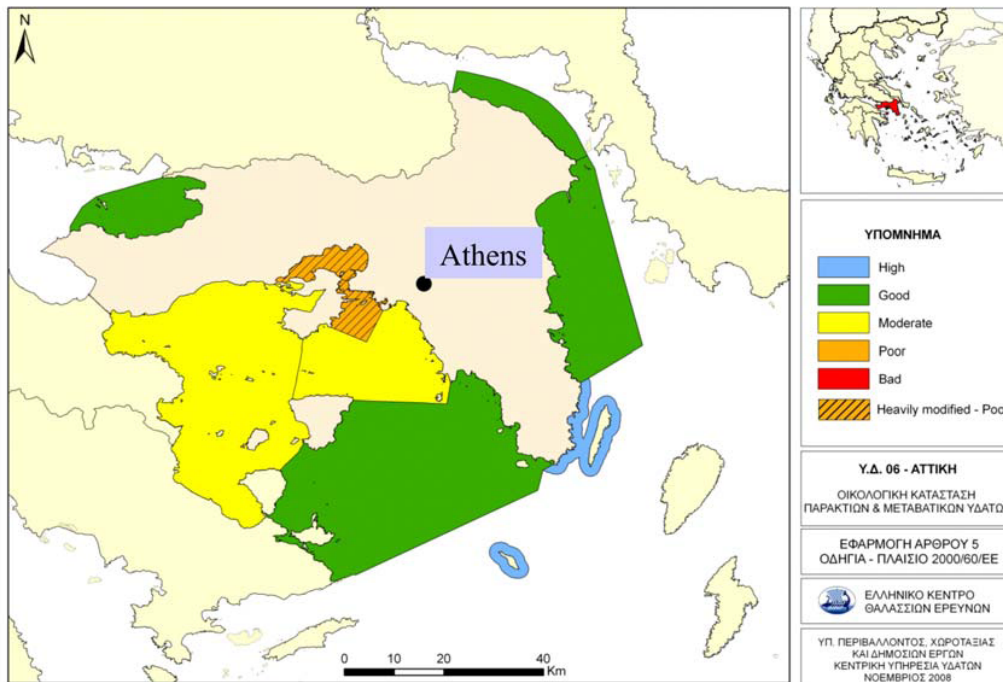 N
Athens
0 10 20 40
Km
ΥΠΟΜΝΗΜΑ
High
Good
Moderate
Poor
Bad
Heavily modified - Poo
Υ.Δ. 06 - ΑΤΤΙΚΗ
ΟΙΚΟΛΟΓΙΚΗ ΚΑΤΑΣΤΑΣΗ
ΠΑΡΑΚΤΙΩΝ & ΜΕΤΑΒΑΤΙΚΩΝ ΥΔΑΤΩ
ΕΦΑΡΜΟΓΗ ΑΡΘΡΟΥ 5
ΟΔΗΓΙΑ - ΠΛΑΙΣΙΟ 2000/60/ΕΕ
ΕΛΛΗΝΙΚΟ ΚΕΝΤΡΟ
ΘΑΛΑΣΣΙΩΝ ΕΡΕΥΝΩΝ
ΥΠ. ΠΕΡΙΒΑΛΛΟΝΤΟΣ, ΧΩΡΟΤΑΞΙΑΣ
ΚΑΙ ΔΗΜΟΣΙΩΝ ΕΡΓΩΝ
ΚΕΝΤΡΙΚΗ ΥΠΗΡΕΣΙΑ ΥΔΑΤΩΝ
ΝΟΕΜΒΡΙΟΣ 2008